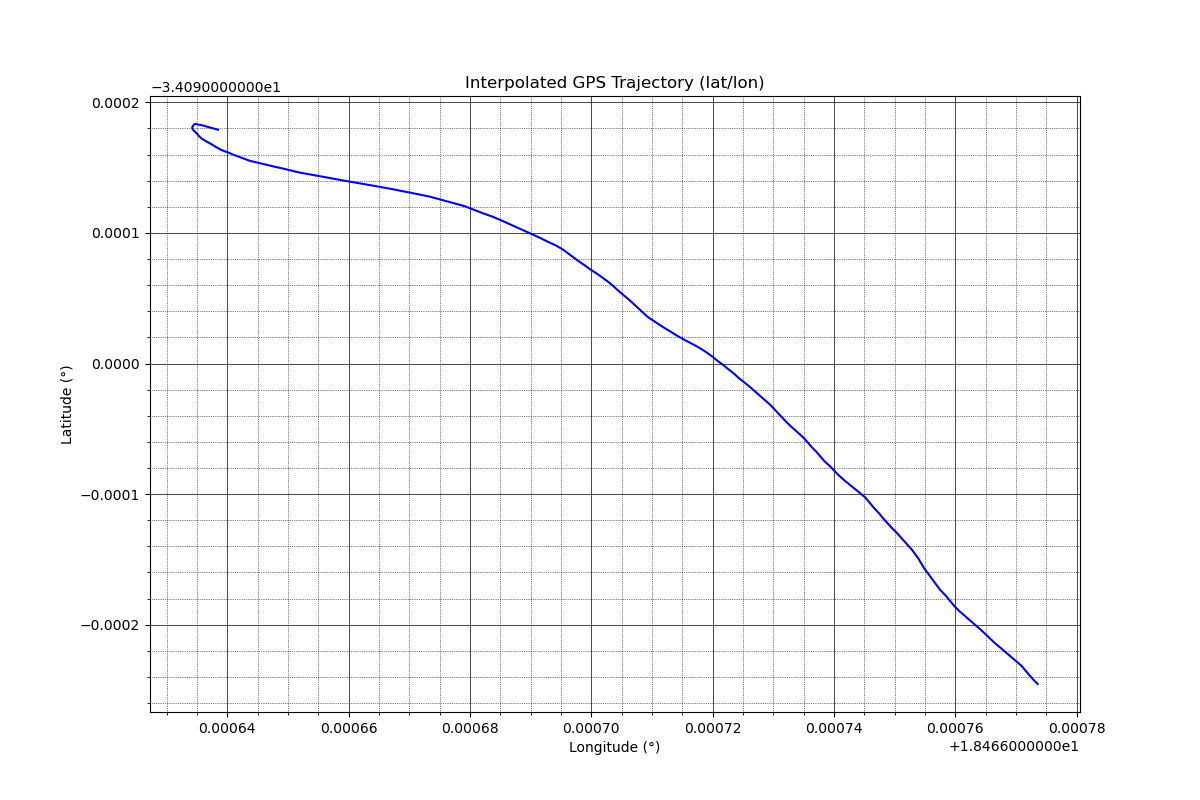 Interpolated GPS Trajectory (lat/lon)
−3.4090000000e1
0.0002
0.0001
0.0000
−0.0001
−0.0002
Latitude (°)
0.00064 0.00066 0.00068 0.00070 0.00072 0.00074 0.00076 0.00078
Longitude (°)
+1.8466000000e1